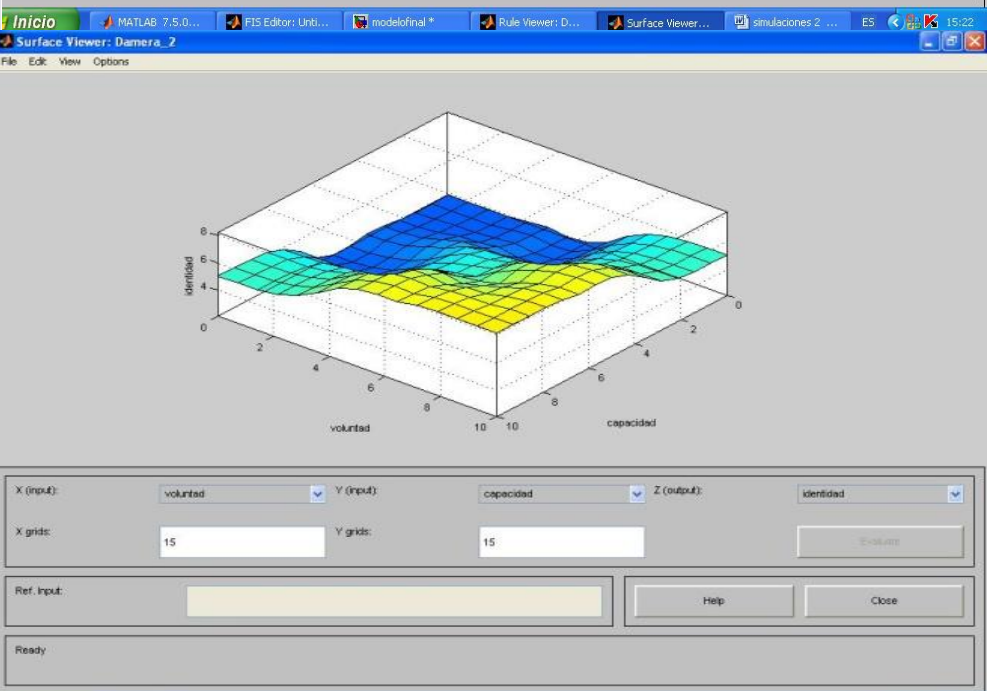 Inicio MATLAB 7.5.0... FIS Editor: Unti... modelofinal * Rule Viewer: D... Surface Viewer... simulaciones 2 ... ES 15:22
Surface Viewer: Damera_2
File Edit View Options
8
6
4
identidad
0
2
4
6
8
10
voluntad
10
8
6
4
2
0
capacidad
X (input): voluntad Y (input): capacidad Z (output): identidad
X grids: 15 Y grids: 15 Evaluate
Ref. Input:
Help Close
Ready